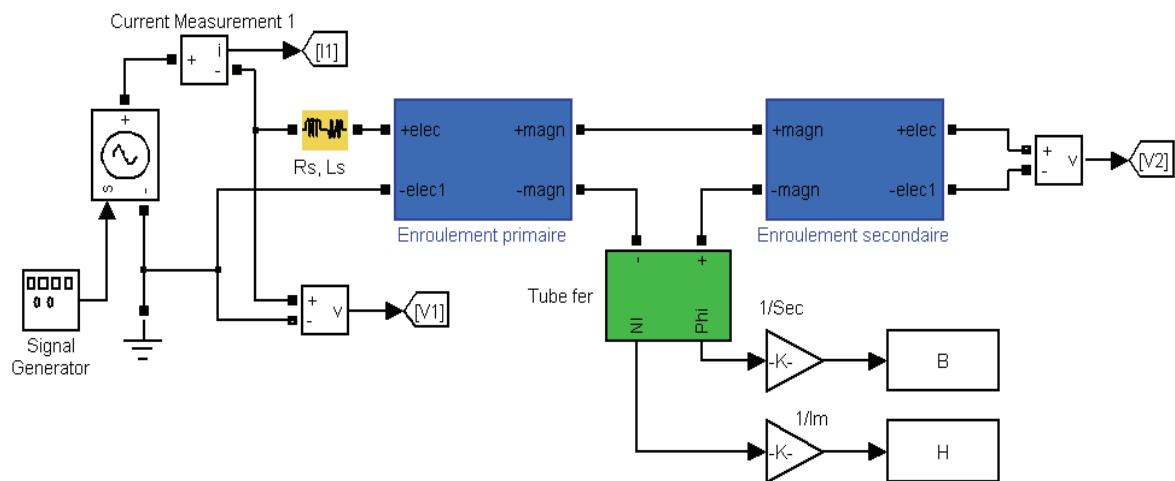 Current Measurement 1
+
i
-
[I1]
+
s
-
Rs, Ls
+elec
+magn
-elec1
-magn
Enroulement primaire
+magn
+elec
-magn
-elec1
Enroulement secondaire
+
-
v
[V2]
Signal
Generator
+
-
v
[V1]
Tube fer
-
+
NI
Phi
1/Sec
-K-
B
1/lm
-K-
H